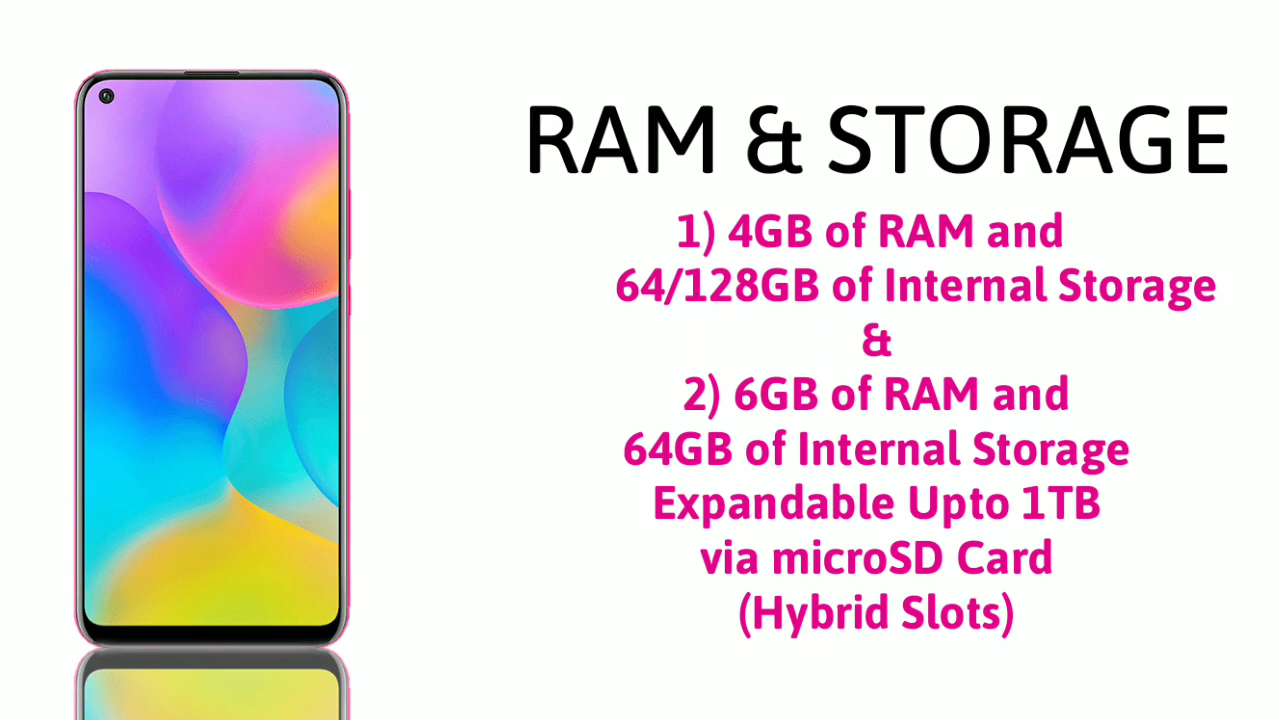 RAM & STORAGE
1) 4GB of RAM and
64/128GB of Internal Storage
&
2) 6GB of RAM and
64GB of Internal Storage
Expandable Upto 1TB
via microSD Card
(Hybrid Slots)